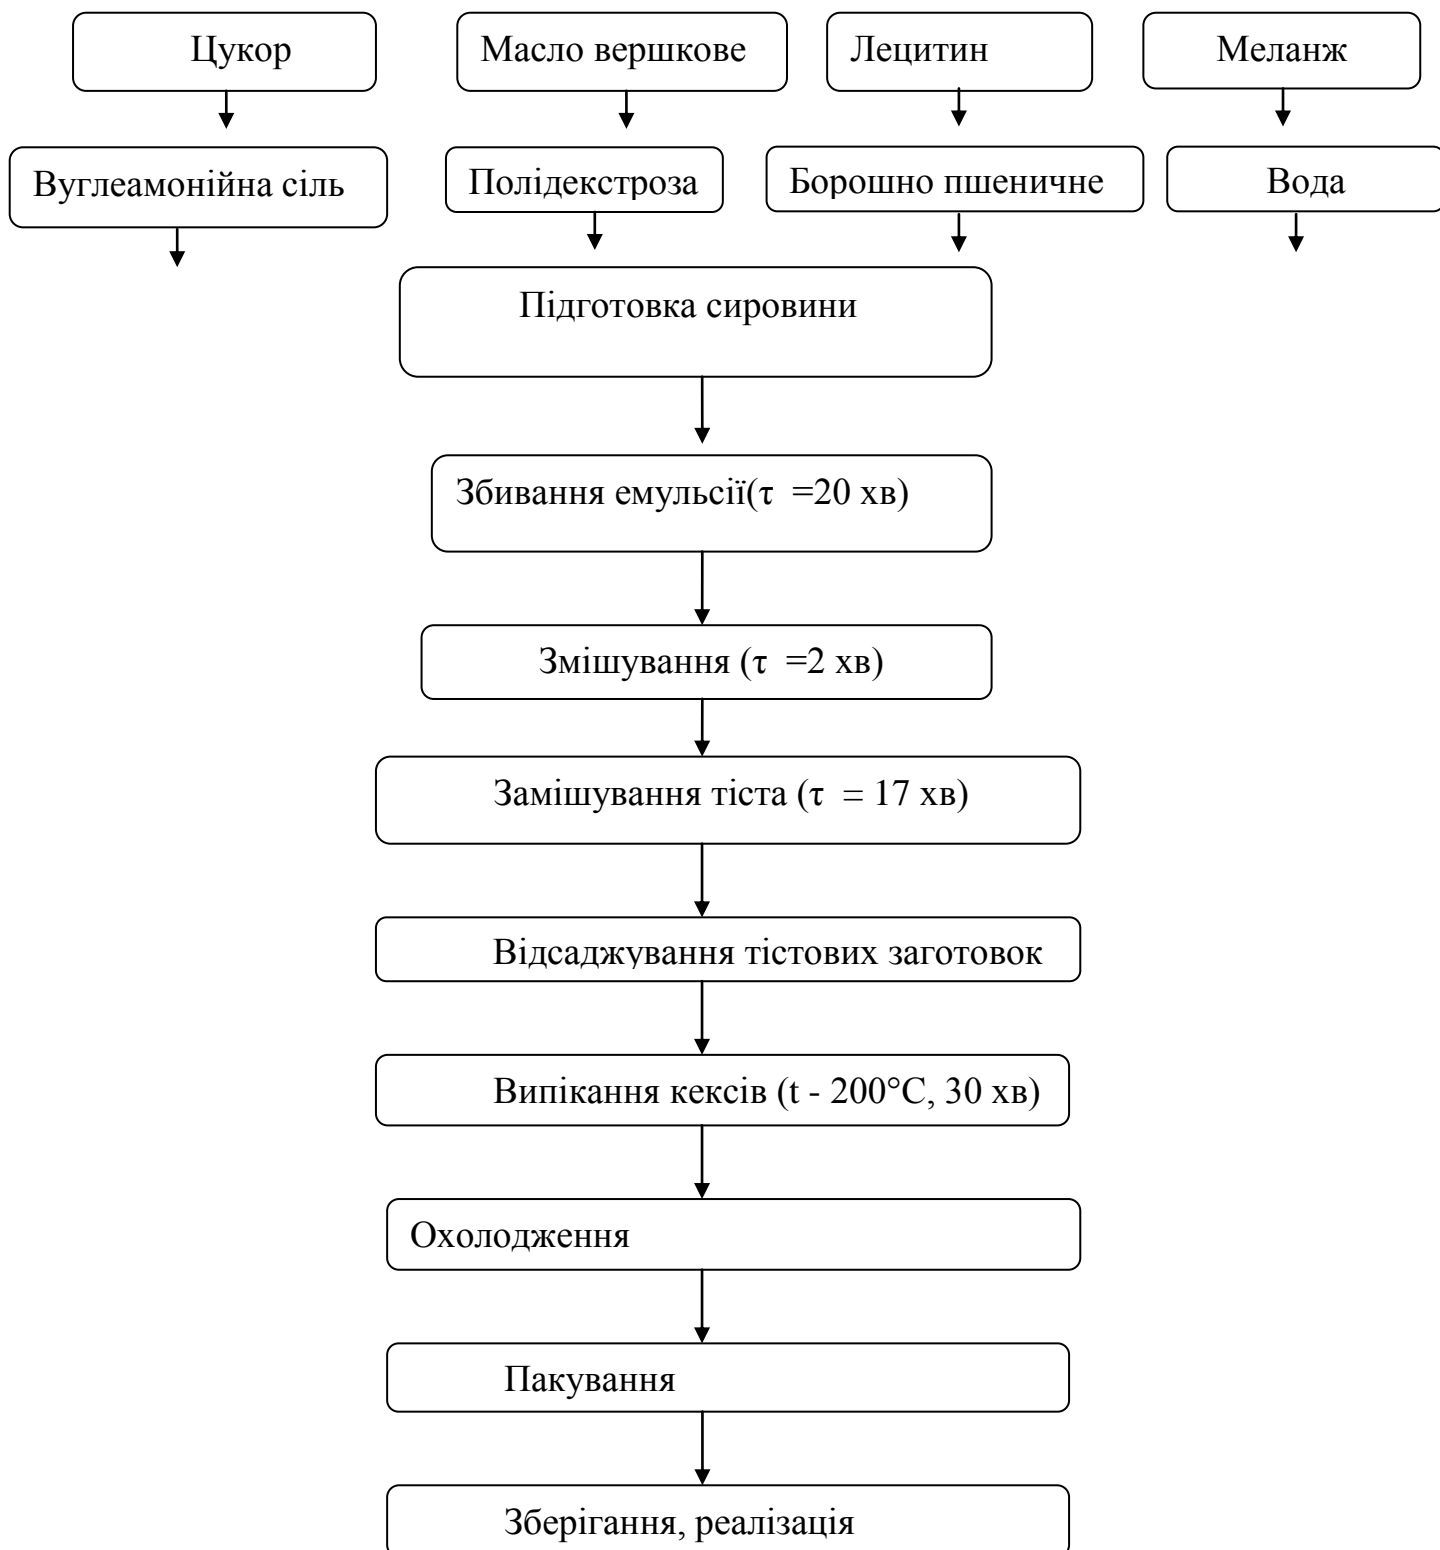 Цукор
Масло вершкове
Лецитин
Меланж
Вуглеамонійна сіль
Полідекстроза
Борошно пшеничне
Вода
Підготовка сировини
Збивання емульсії(τ =20 хв)
Змішування (τ =2 хв)
Замішування тіста (τ = 17 хв)
Відсаджування тістових заготовок
Випікання кексів (t - 200°С, 30 хв)
Охолодження
Пакування
Зберігання, реалізація